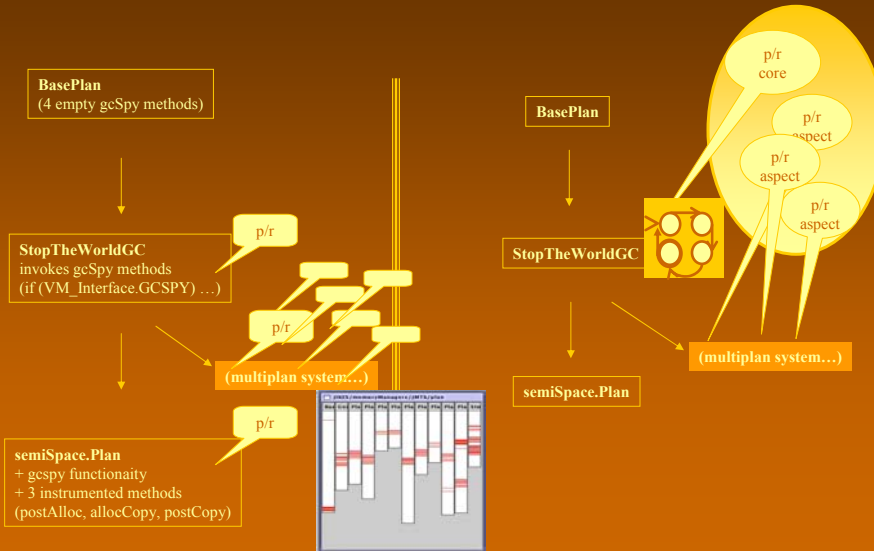 BasePlan
(4 empty gcSpy methods)
p/r
StopTheWorldGC
invokes gcSpy methods
(if (VM_Interface.GCSPY) …)
p/r
(multiplan system…)
p/r
semiSpace.Plan
+ gcspy functionaity
+ 3 instrumented methods
(postAlloc, allocCopy, postCopy)
p/r
core
p/r
aspect
p/r
aspect
p/r
aspect
BasePlan
StopTheWorldGC
(multiplan system…)
semiSpace.Plan